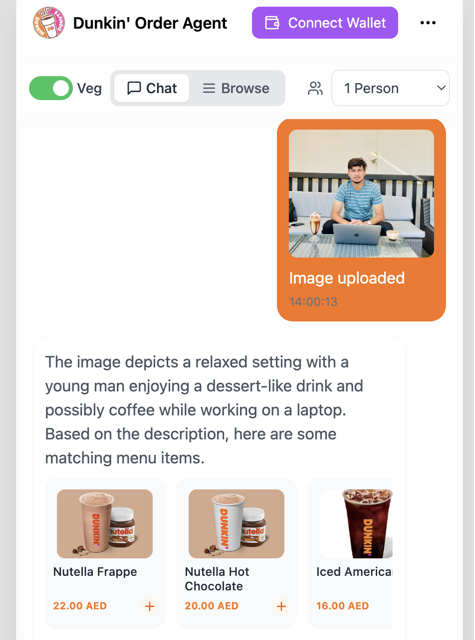 Dunkin' Order Agent
Connect Wallet
Veg
Chat
Browse
1 Person
Image uploaded
14:00:13
The image depicts a relaxed setting with a
young man enjoying a dessert-like drink and
possibly coffee while working on a laptop.
Based on the description, here are some
matching menu items.
DUNKIN'
nutella
DUNKIN'
nutella
DUNKIN'
Nutella Frappe
Nutella Hot
Chocolate
Iced America
22.00 AED
+
20.00 AED
+
16.00 AED